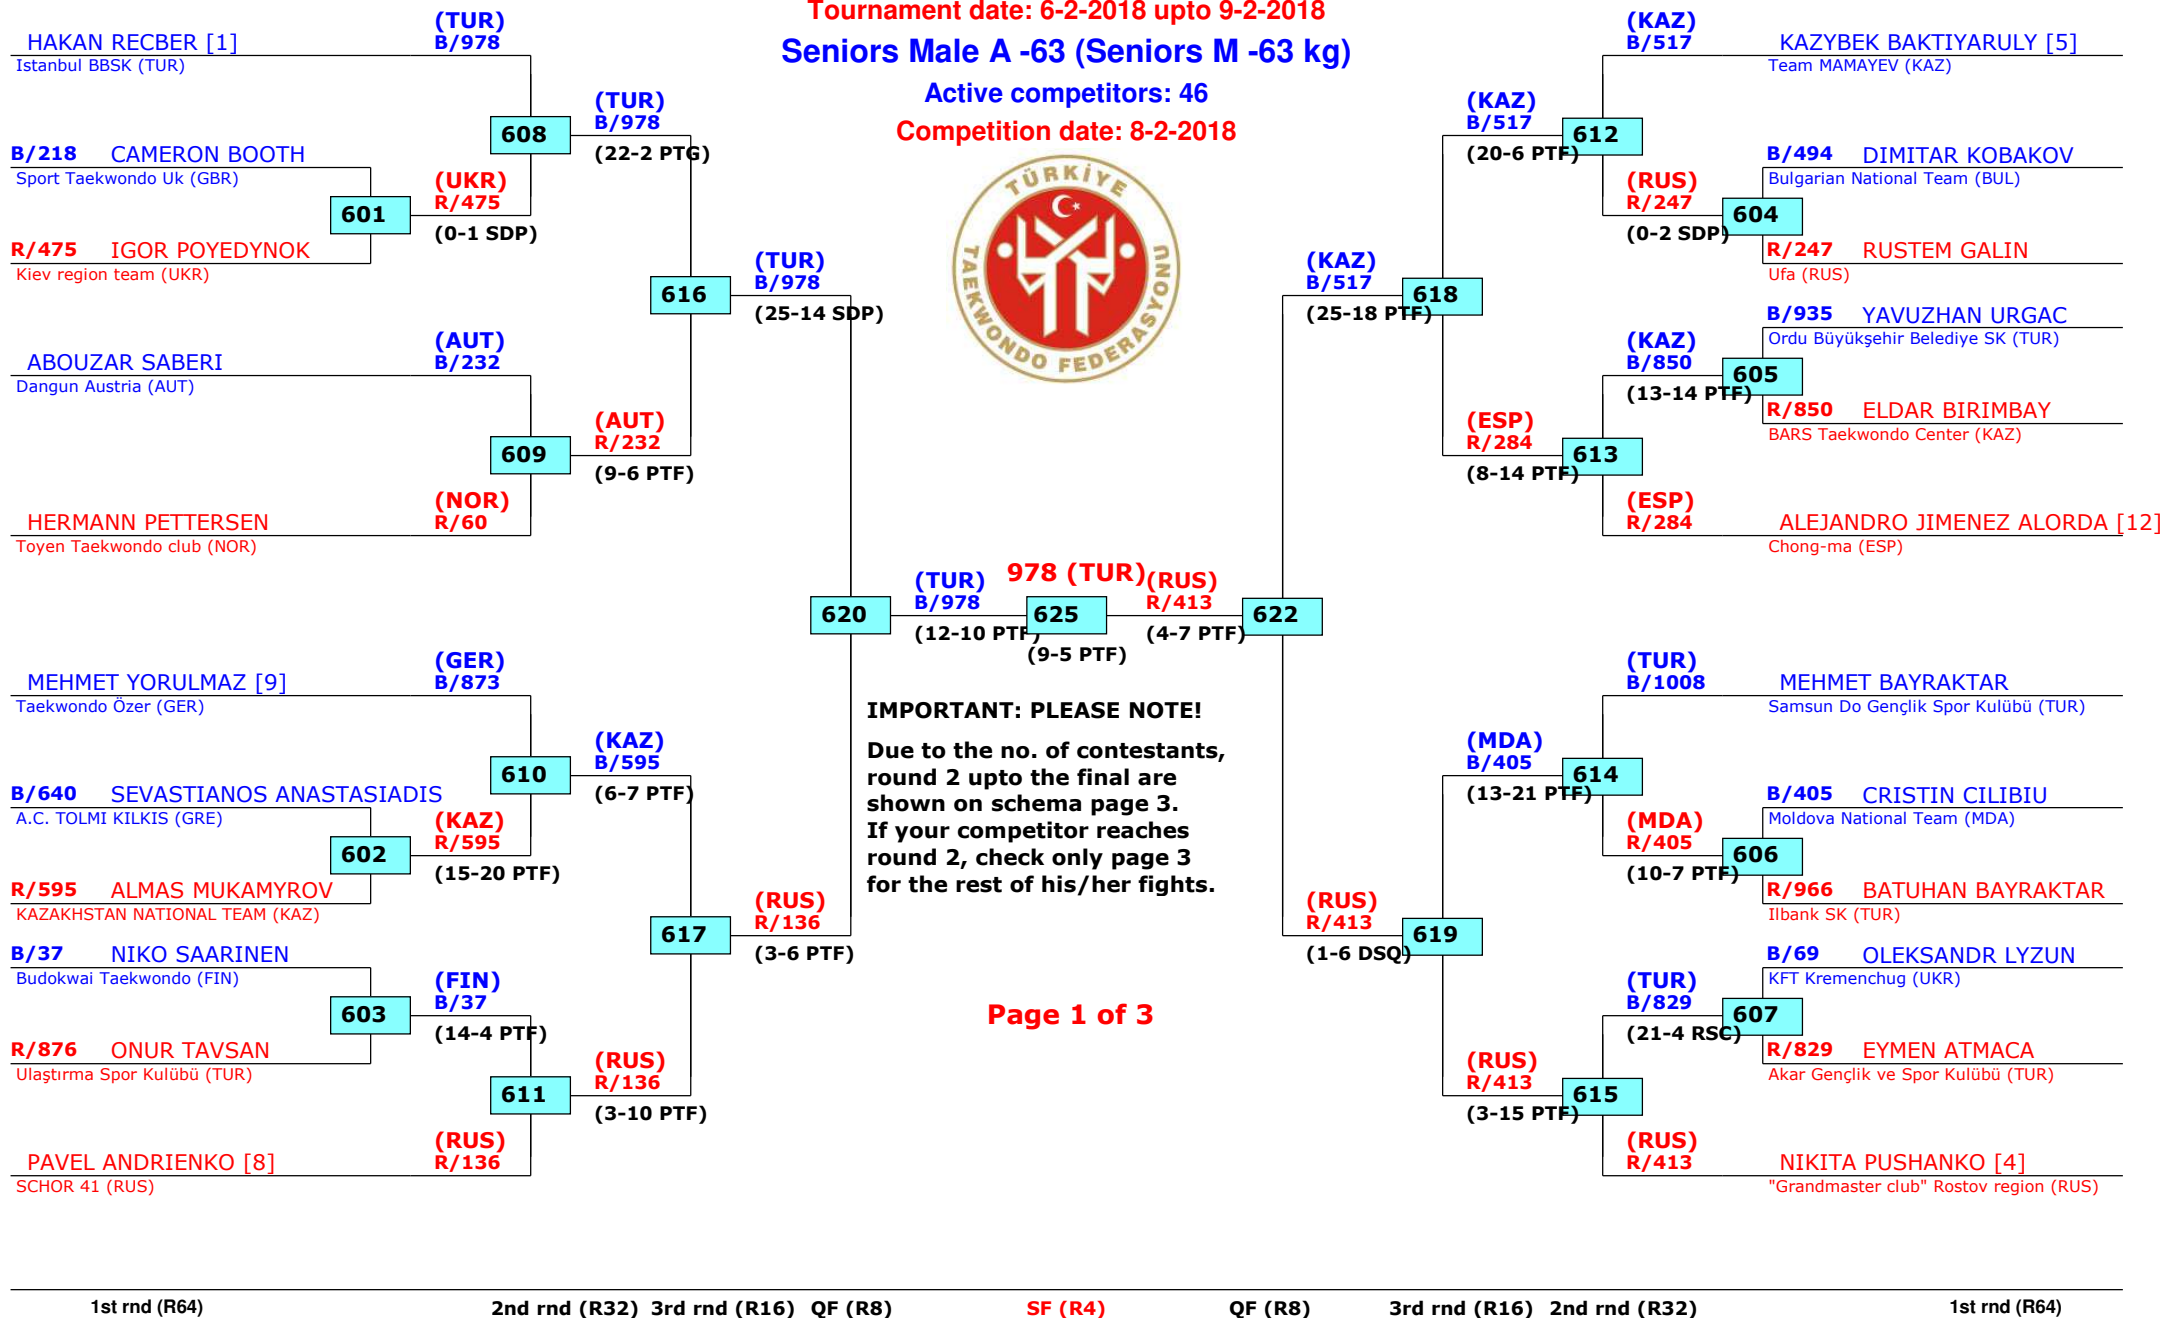 Tournament date: 6-2-2018 upto 9-2-2018
Seniors Male A -63 (Seniors M -63 kg)
Active competitors: 46
Competition date: 8-2-2018
TÜRKİYE
TAEKWONDO FEDERASYONU
HAKAN RECBER [1]
Istanbul BBSK (TUR)
(TUR)
B/978
B/218 CAMERON BOOTH
Sport Taekwondo Uk (GBR)
601
R/475 IGOR POYEDYNOK
Kiev region team (UKR)
(UKR)
R/475
(0-1 SDP)
608
(TUR)
B/978
(22-2 PTG)
ABOUZAR SABERI
Dangun Austria (AUT)
(AUT)
B/232
609
HERMANN PETTERSEN
Toyen Taekwondo club (NOR)
(NOR)
R/60
(AUT)
R/232
(9-6 PTF)
616
(TUR)
B/978
(25-14 SDP)
MEHMET YORULMAZ [9]
Taekwondo Özer (GER)
(GER)
B/873
B/640 SEVASTIANOS ANASTASIADIS
A.C. TOLMI KILKIS (GRE)
602
R/595 ALMAS MUKAMYROV
KAZAKHSTAN NATIONAL TEAM (KAZ)
(KAZ)
R/595
(15-20 PTF)
610
(KAZ)
B/595
(6-7 PTF)
B/37 NIKO SAARINEN
Budokwai Taekwondo (FIN)
603
R/876 ONUR TAVSAN
Ulaştırma Spor Kulübü (TUR)
(FIN)
B/37
(14-4 PTF)
611
PAVEL ANDRIENKO [8]
SCHOR 41 (RUS)
(RUS)
R/136
(RUS)
R/136
(3-10 PTF)
617
(RUS)
R/136
(3-6 PTF)
620
(TUR)
B/978
(12-10 PTF)
978 (TUR)
625
(9-5 PTF)
(RUS)
R/413
(4-7 PTF)
622
IMPORTANT: PLEASE NOTE!
Due to the no. of contestants,
round 2 upto the final are
shown on schema page 3.
If your competitor reaches
round 2, check only page 3
for the rest of his/her fights.
Page 1 of 3
(KAZ)
B/517
(25-18 PTF)
618
(KAZ)
B/517
(20-6 PTF)
612
(KAZ)
B/517
KAZYBEK BAKTIYARULY [5]
Team MAMAYEV (KAZ)
(RUS)
R/247
(0-2 SDP)
604
B/494 DIMITAR KOBAKOV
Bulgarian National Team (BUL)
R/247 RUSTEM GALIN
Ufa (RUS)
(ESP)
R/284
(8-14 PTF)
613
(KAZ)
B/850
(13-14 PTF)
605
B/935 YAVUZHAN URGAC
Ordu Büyükşehir Belediye SK (TUR)
R/850 ELDAR BIRIMBAY
BARS Taekwondo Center (KAZ)
(ESP)
R/284
ALEJANDRO JIMENEZ ALORDA [12]
Chong-ma (ESP)
(RUS)
R/413
(1-6 DSQ)
619
(MDA)
B/405
(13-21 PTF)
614
(TUR)
B/1008
MEHMET BAYRAKTAR
Samsun Do Gençlik Spor Kulübü (TUR)
(MDA)
R/405
(10-7 PTF)
606
B/405 CRISTIN CILIBIU
Moldova National Team (MDA)
R/966 BATUHAN BAYRAKTAR
Ilbank SK (TUR)
(RUS)
R/413
(3-15 PTF)
615
(TUR)
B/829
(21-4 RSC)
607
B/69 OLEKSANDR LYZUN
KFT Kremenchug (UKR)
R/829 EYMEN ATMACA
Akar Gençlik ve Spor Kulübü (TUR)
(RUS)
R/413
NIKITA PUSHANKO [4]
"Grandmaster club" Rostov region (RUS)
1st rnd (R64) 2nd rnd (R32) 3rd rnd (R16) QF (R8) SF (R4) QF (R8) 3rd rnd (R16) 2nd rnd (R32) 1st rnd (R64)